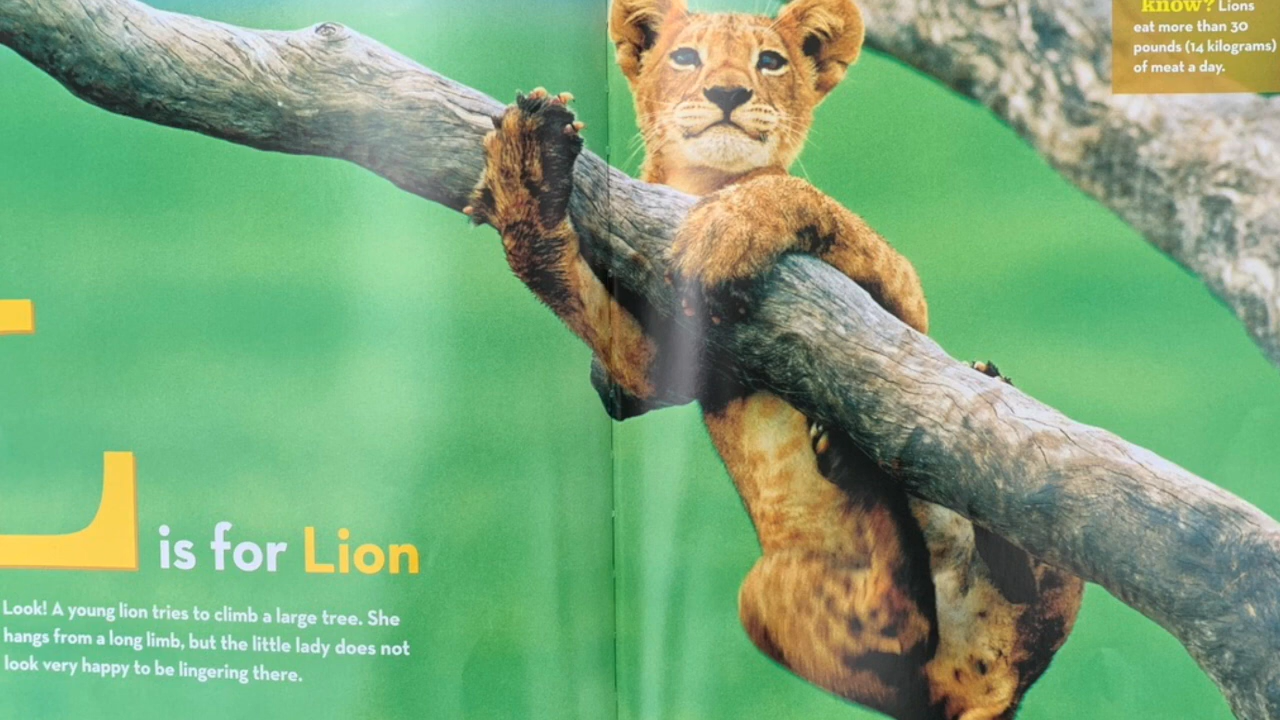 L
is for Lion
Look! A young lion tries to climb a large tree. She
hangs from a long limb, but the little lady does not
look very happy to be lingering there.
know? Lions
eat more than 30
pounds (14 kilograms)
of meat a day.